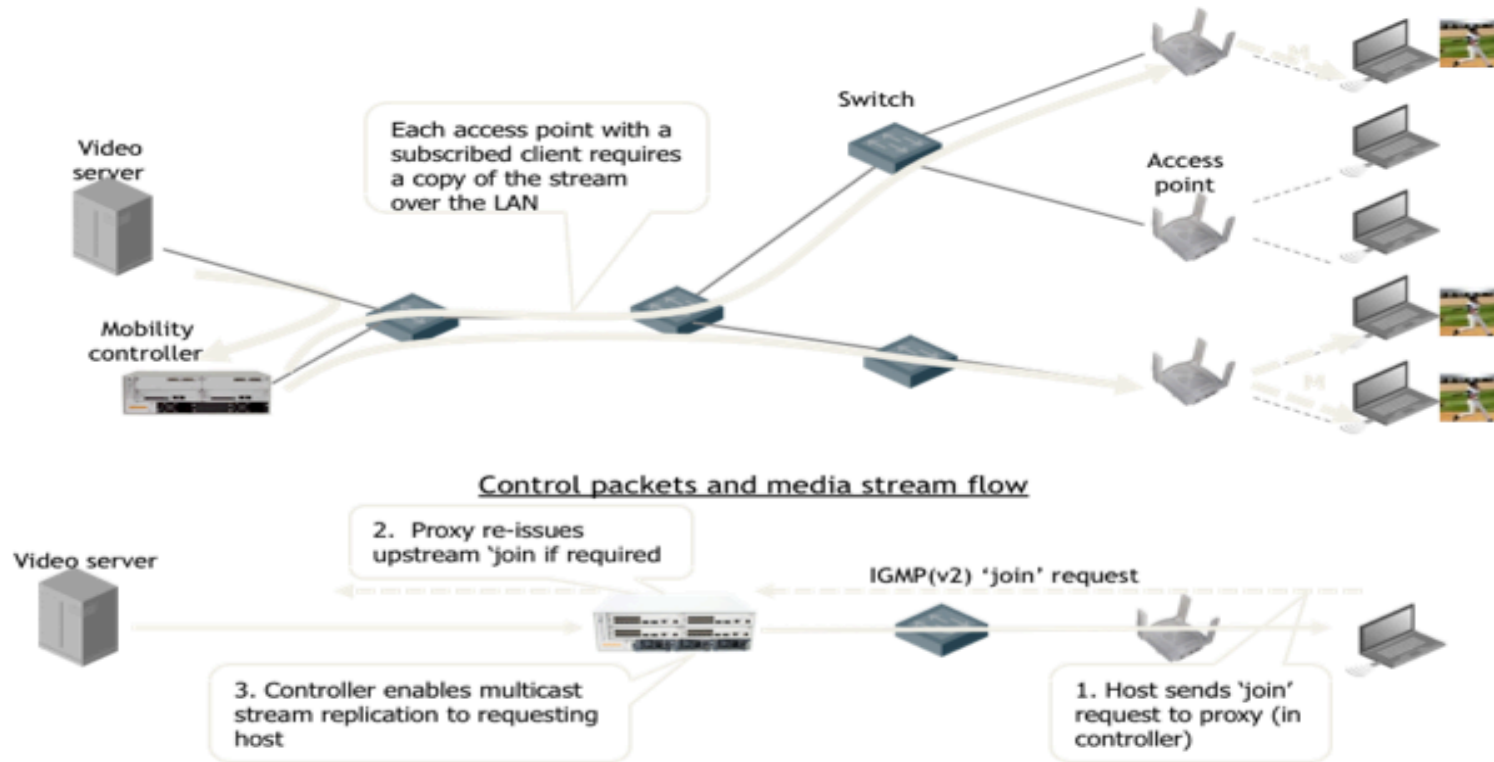 Switch
Each access point with a
subscribed client requires
a copy of the stream
over the LAN
Video
server
Access
point
Mobility
controller
M
M
Control packets and media stream flow
2. Proxy re-issues
upstream ‘join if required
Video server
IGMP(v2) ‘join’ request
3. Controller enables multicast
stream replication to requesting
host
1. Host sends ‘join’
request to proxy (in
controller)